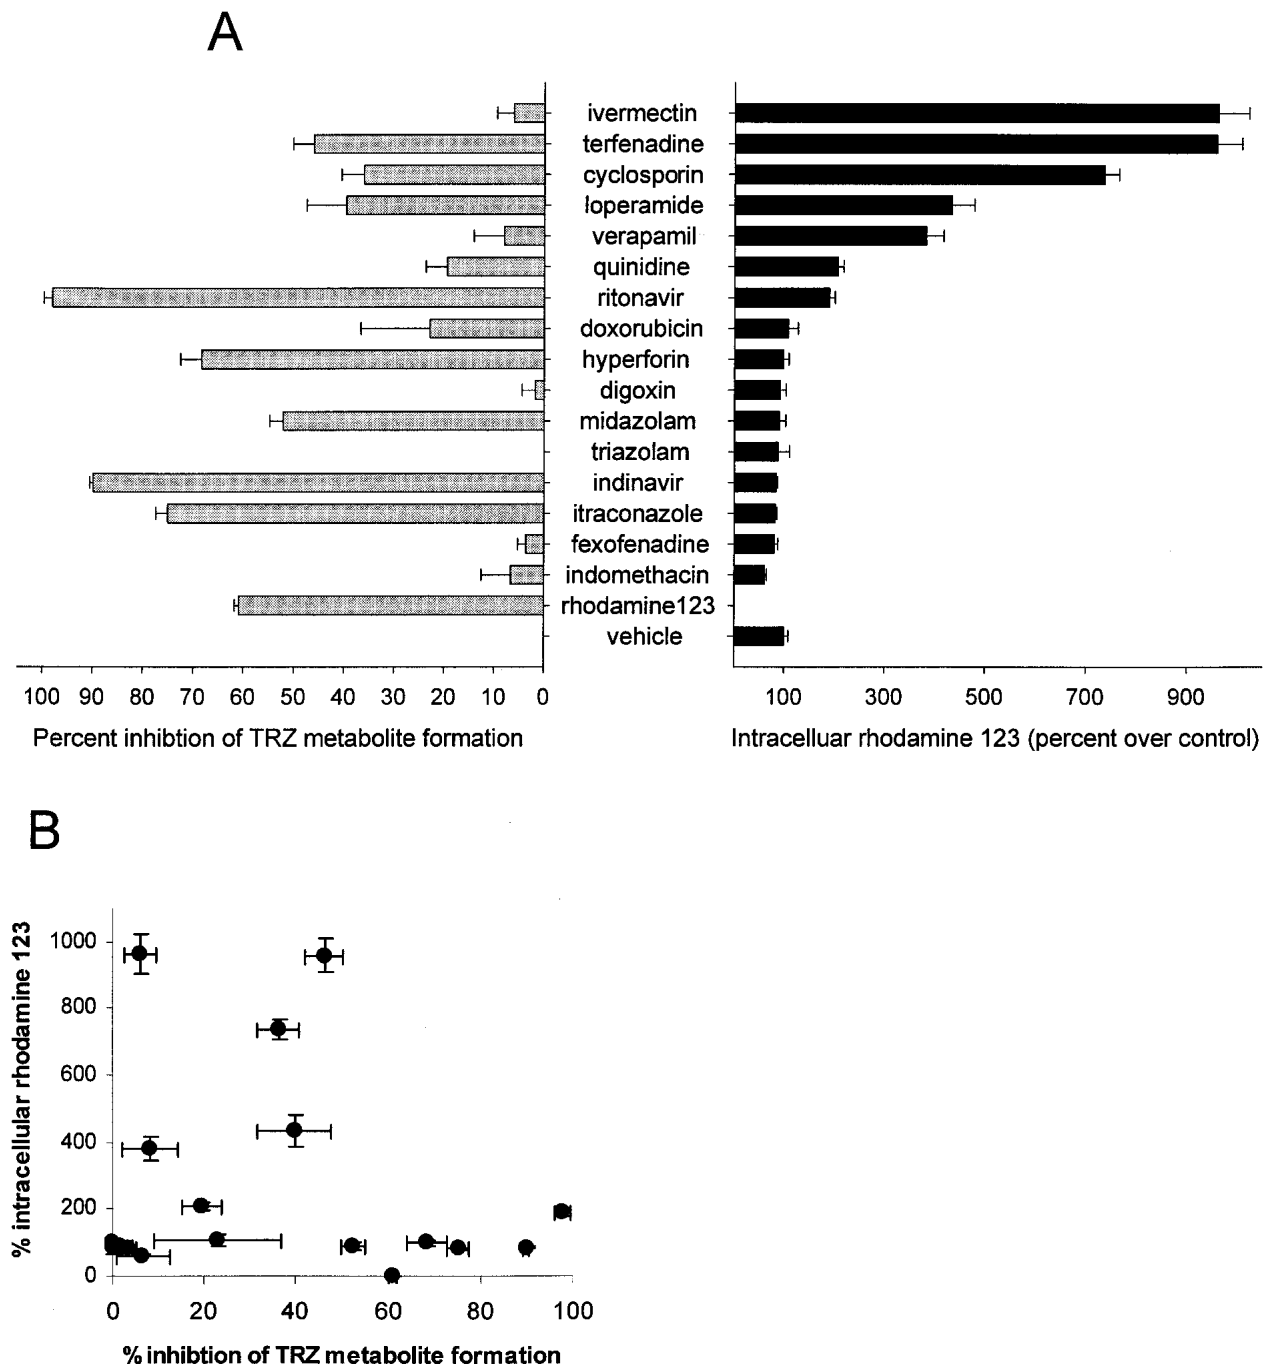 A
ivermectin
terfenadine
cyclosporin
loperamide
verapamil
quinidine
ritonavir
doxorubicin
hyperforin
digoxin
midazolam
triazolam
indinavir
itraconazole
fexofenadine
indomethacin
rhodamine123
vehicle
100 90 80 70 60 50 40 30 20 10 0
100 300 500 700 900
Percent inhibtion of TRZ metabolite formation
Intracelluar rhodamine 123 (percent over control)
B
% intracellular rhodamine 123
1000
800
600
400
200
0
0 20 40 60 80 100
% inhibtion of TRZ metabolite formation